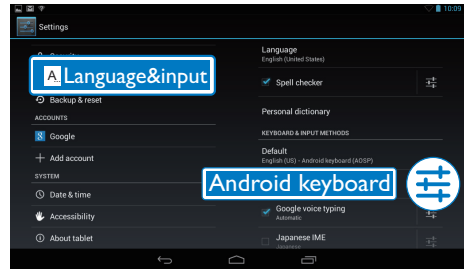 10:09
Settings
Security
A Language&input
Backup & reset
ACCOUNTS
8 Google
Add account
SYSTEM
Date & time
Accessibility
About tablet
Language
English (United States)
Spell checker
Personal dictionary
KEYBOARD & INPUT METHODS
Default
English (US) - Android keyboard (AOSP)
Android keyboard
Google voice typing
Automatic
Japanese IME
Japanese